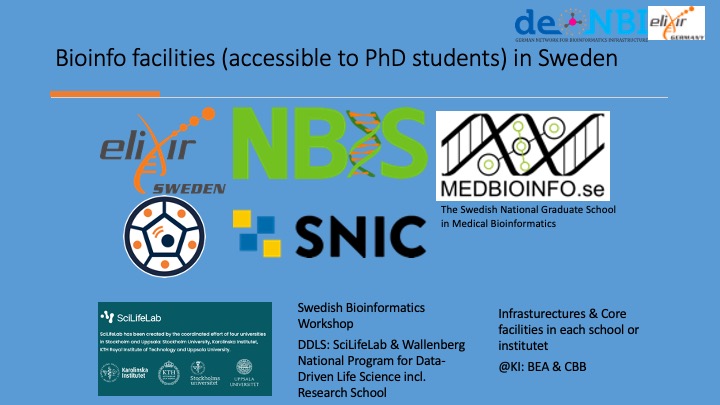 de.NBI
GERMAN NETWORK FOR BIOINFORMATICS INFRASTRUCTURE
elixir
GERMANY
Bioinfo facilities (accessible to PhD students) in Sweden
elixir
SWEDEN
NBIS
MEDBIOINFO.se
The Swedish National Graduate School
in Medical Bioinformatics
SNIC
SciLifeLab
SciLifeLab has been created by the coordinated effort of four universities
in Stockholm and Uppsala: Stockholm University, Karolinska Institutet,
KTH Royal Institute of Technology and Uppsala University.
Karolinska
Institutet
KTH
Stockholms
universitet
UPPSALA
UNIVERSITET
Swedish Bioinformatics
Workshop
DDLS: SciLifeLab & Wallenberg
National Program for Data-
Driven Life Science incl.
Research School
Infrasturectures & Core
facilities in each school or
institutet
@KI: BEA & CBB